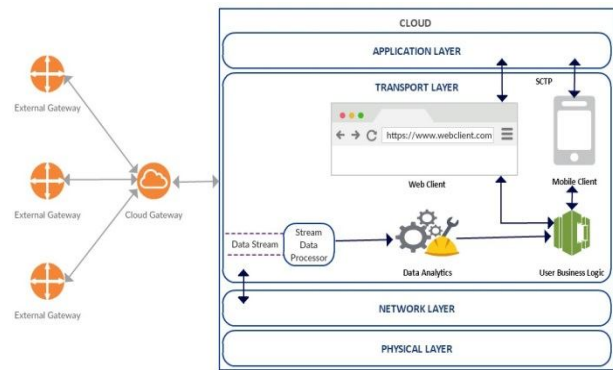 CLOUD
APPLICATION LAYER
TRANSPORT LAYER
SCTP
https://www.webclient.com
Web Client
Mobile Client
External Gateway
External Gateway
External Gateway
Cloud Gateway
Data Stream
Stream
Data
Processor
Data Analytics
User Business Logic
NETWORK LAYER
PHYSICAL LAYER